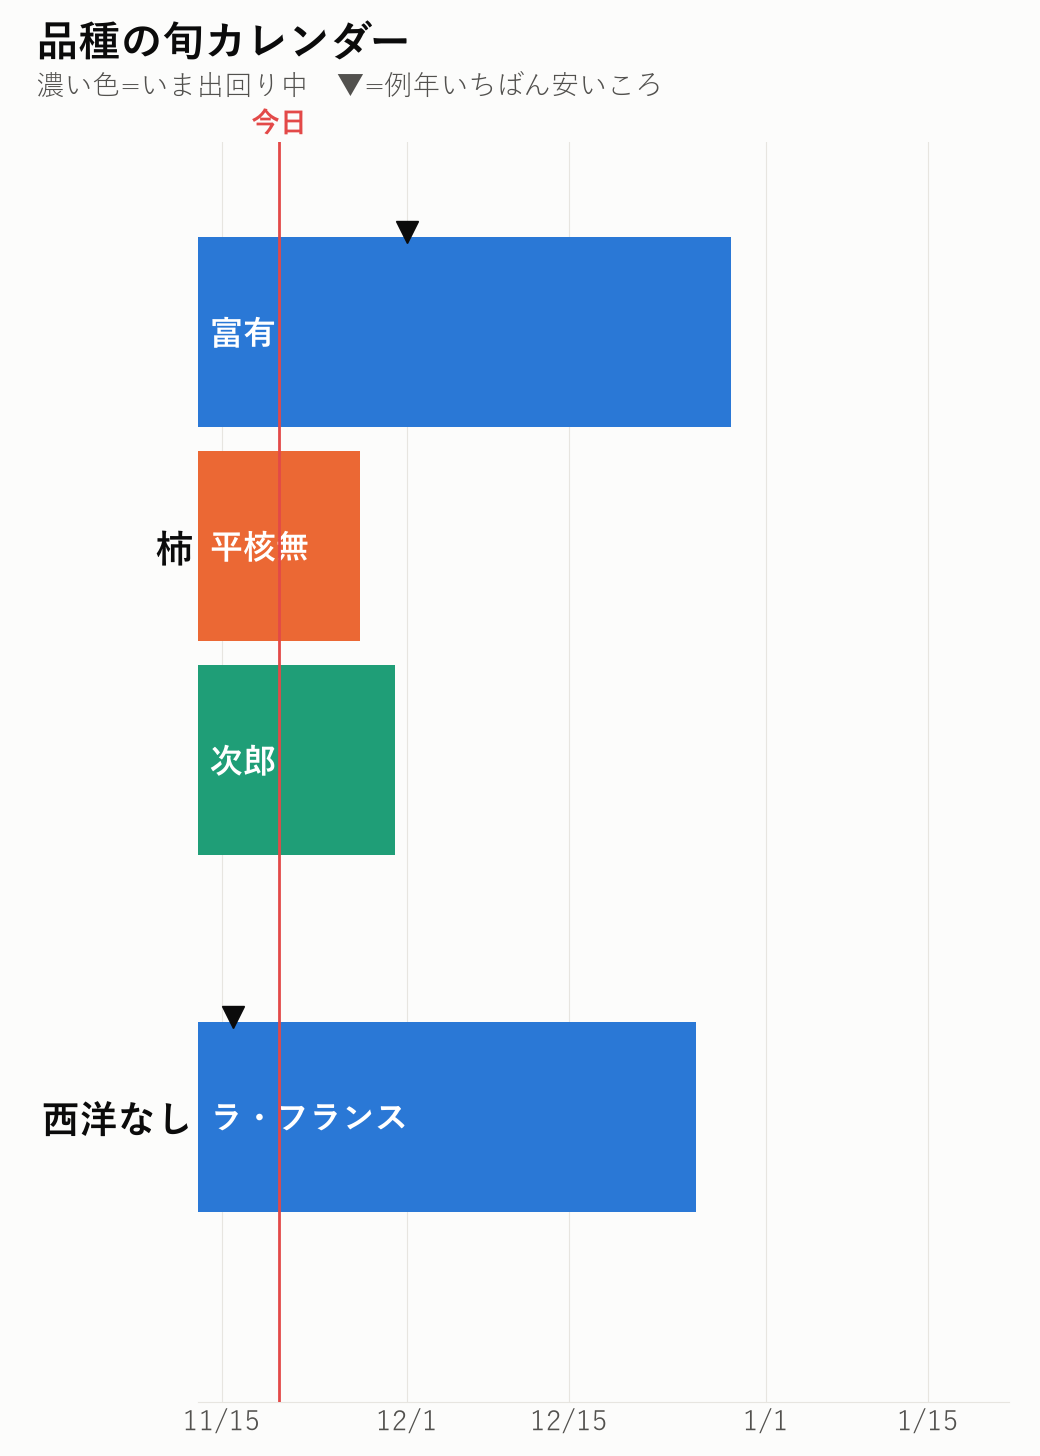 品種の旬カレンダー
濃い色=いま出回り中　▼=例年いちばん安いころ
今日
富有
柿
平核無
次郎
西洋なし
ラ・フランス
11/15
12/1
12/15
1/1
1/15